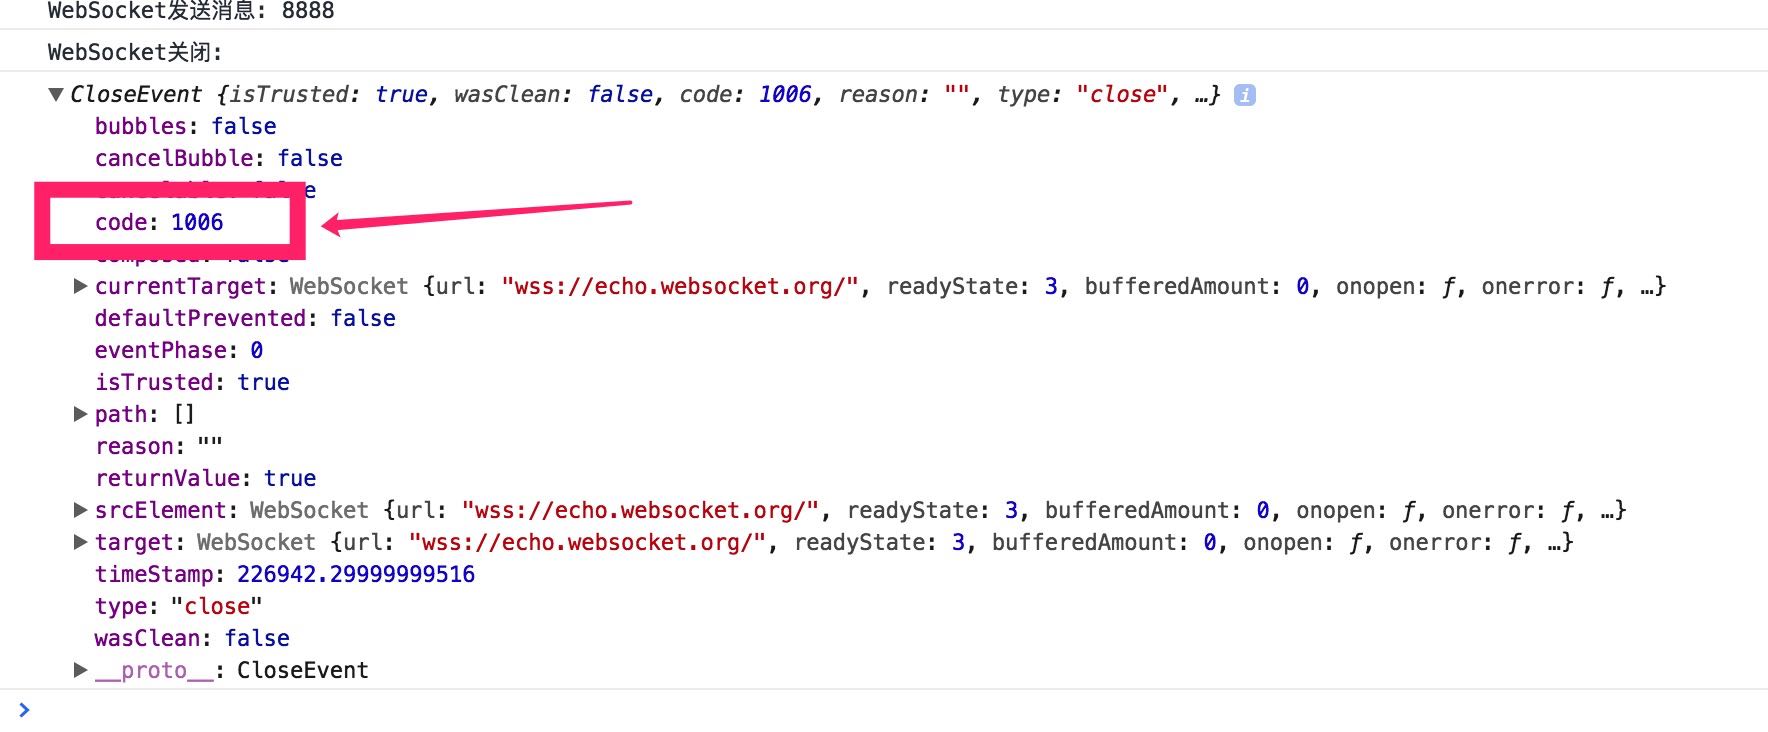 WebSocket发送消息: 8888
WebSocket关闭:
▼CloseEvent {isTrusted: true, wasClean: false, code: 1006, reason: "", type: "close", …} i
bubbles: false
cancelBubble: false
code: 1006
▶currentTarget: WebSocket {url: "wss://echo.websocket.org/", readyState: 3, bufferedAmount: 0, onopen: ƒ, onerror: ƒ, …}
defaultPrevented: false
eventPhase: 0
isTrusted: true
▶path: []
reason: ""
returnValue: true
▶srcElement: WebSocket {url: "wss://echo.websocket.org/", readyState: 3, bufferedAmount: 0, onopen: ƒ, onerror: ƒ, …}
▶target: WebSocket {url: "wss://echo.websocket.org/", readyState: 3, bufferedAmount: 0, onopen: ƒ, onerror: ƒ, …}
timeStamp: 226942.29999999516
type: "close"
wasClean: false
▶__proto__: CloseEvent
>